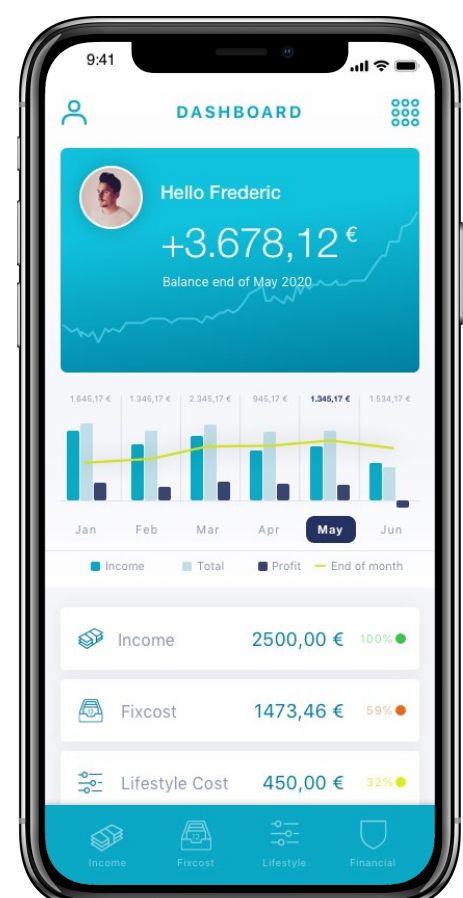 9:41
DASHBOARD
Hello Frederic
+3.678,12 €
Balance end of May 2020
1.645,17 € 1.345,17 € 2.345,17 € 945,17 € 1.345,17 € 1.534,17 €
Jan Feb Mar Apr May Jun
Income Total Profit End of month
Income 2500,00 € 100%
Fixcost 1473,46 € 59%
Lifestyle Cost 450,00 € 32%
Income Fixcost Lifestyle Financial